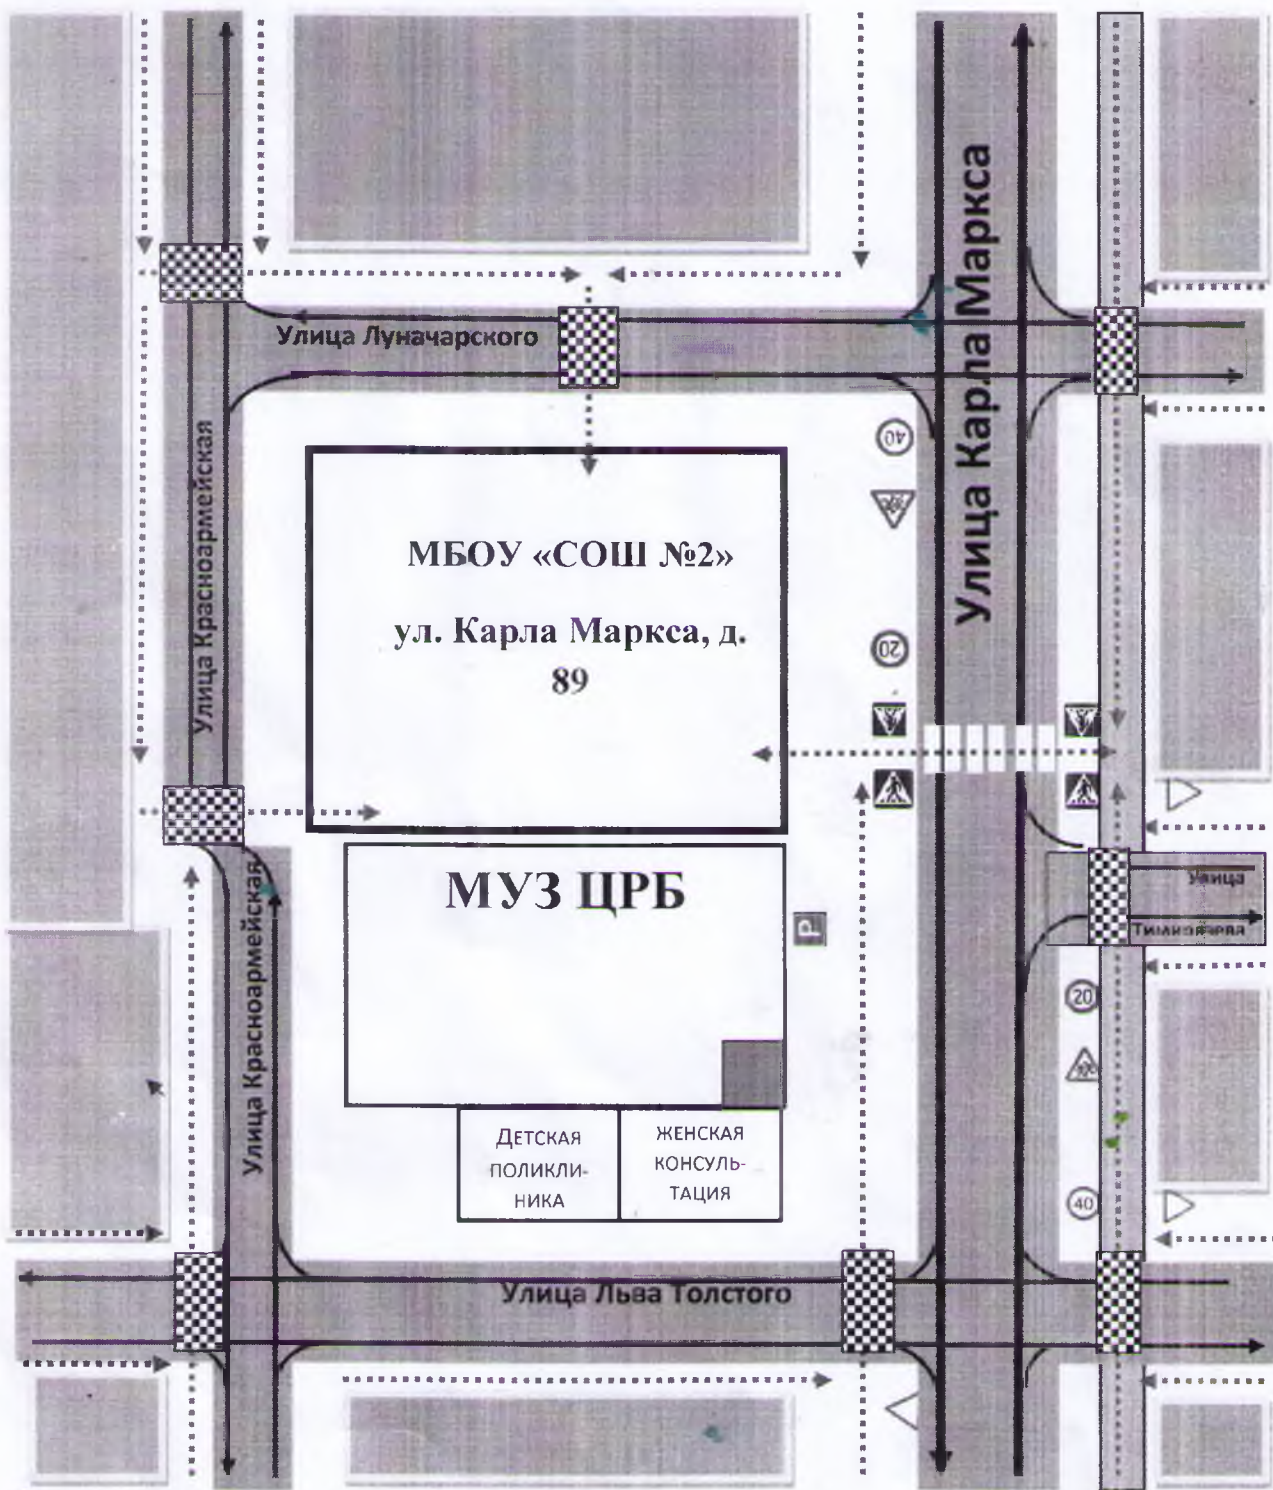 Улица Карла Маркса
Улица Луначарского
Улица Красноармейская
40
МБОУ «СОШ №2»
ул. Карла Маркса, д.
89
20
МУЗ ЦРБ
P
Улица
Улица Красноармейская
20
ДЕТСКАЯ
ПОЛИКЛИ-
НИКА
ЖЕНСКАЯ
КОНСУЛЬ-
ТАЦИЯ
40
Улица Льва Толстого